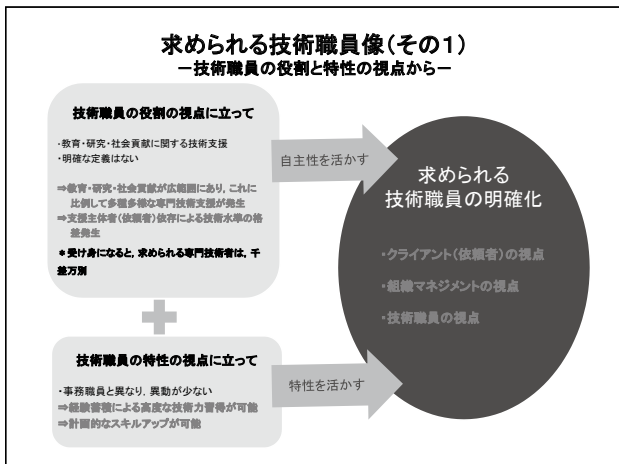 求められる技術職員像(その1)
－技術職員の役割と特性の視点から－
技術職員の役割の視点に立って
・教育・研究・社会貢献に関する技術支援
・明確な定義はない
⇒教育・研究・社会貢献が広範囲にあり、これに
比例して多種多様な専門技術支援が発生
⇒支援主体者(依頼者)依存による技術水準の格
差発生
＊受け身になると、求められる専門技術者は、千
差万別
自主性を活かす
技術職員の特性の視点に立って
・事務職員と異なり、異動が少ない
⇒経験蓄積による高度な技術力習得が可能
⇒計画的なスキルアップが可能
特性を活かす
求められる
技術職員の明確化
・クライアント(依頼者)の視点
・組織マネジメントの視点
・技術職員の視点